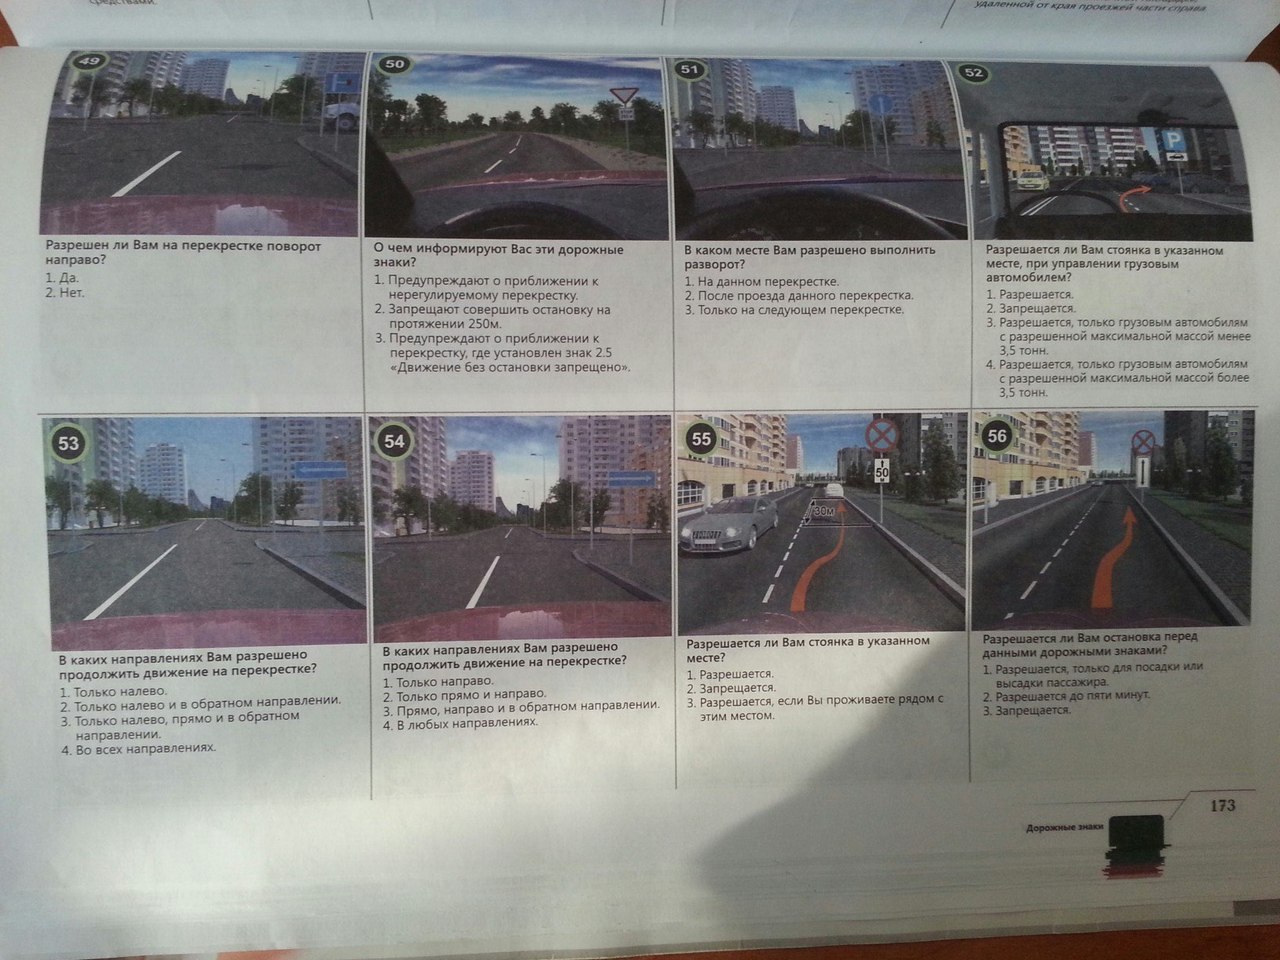 средствами.
удаленной от края проезжей части справа.
49
50
51
52
P
Разрешен ли Вам на перекрестке поворот
направо?
1. Да.
2. Нет.
О чем информируют Вас эти дорожные
знаки?
1. Предупреждают о приближении к
нерегулируемому перекрестку.
2. Запрещают совершить остановку на
протяжении 250м.
3. Предупреждают о приближении к
перекрестку, где установлен знак 2.5
«Движение без остановки запрещено».
В каком месте Вам разрешено выполнить
разворот?
1. На данном перекрестке.
2. После проезда данного перекрестка.
3. Только на следующем перекрестке.
Разрешается ли Вам стоянка в указанном
месте, при управлении грузовым
автомобилем?
1. Разрешается.
2. Запрещается.
3. Разрешается, только грузовым автомобилям
с разрешенной максимальной массой менее
3,5 тонн.
4. Разрешается, только грузовым автомобилям
с разрешенной максимальной массой более
3,5 тонн.
53
54
55
56
50
30м
В каких направлениях Вам разрешено
продолжить движение на перекрестке?
1. Только налево.
2. Только налево и в обратном направлении.
3. Только налево, прямо и в обратном
направлении.
4. Во всех направлениях.
В каких направлениях Вам разрешено
продолжить движение на перекрестке?
1. Только направо.
2. Только прямо и направо.
3. Прямо, направо и в обратном направлении.
4. В любых направлениях.
Разрешается ли Вам стоянка в указанном
месте?
1. Разрешается.
2. Запрещается.
3. Разрешается, если Вы проживаете рядом с
этим местом.
Разрешается ли Вам остановка перед
данными дорожными знаками?
1. Разрешается, только для посадки или
высадки пассажира.
2. Разрешается до пяти минут.
3. Запрещается.
Дорожные знаки
173